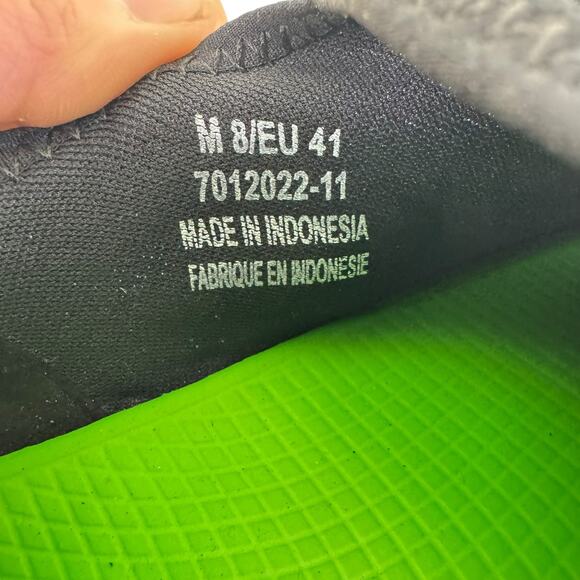 M 8/EU 41
7012022-11
MADE IN INDONESIA
FABRIQUE EN INDONESIE